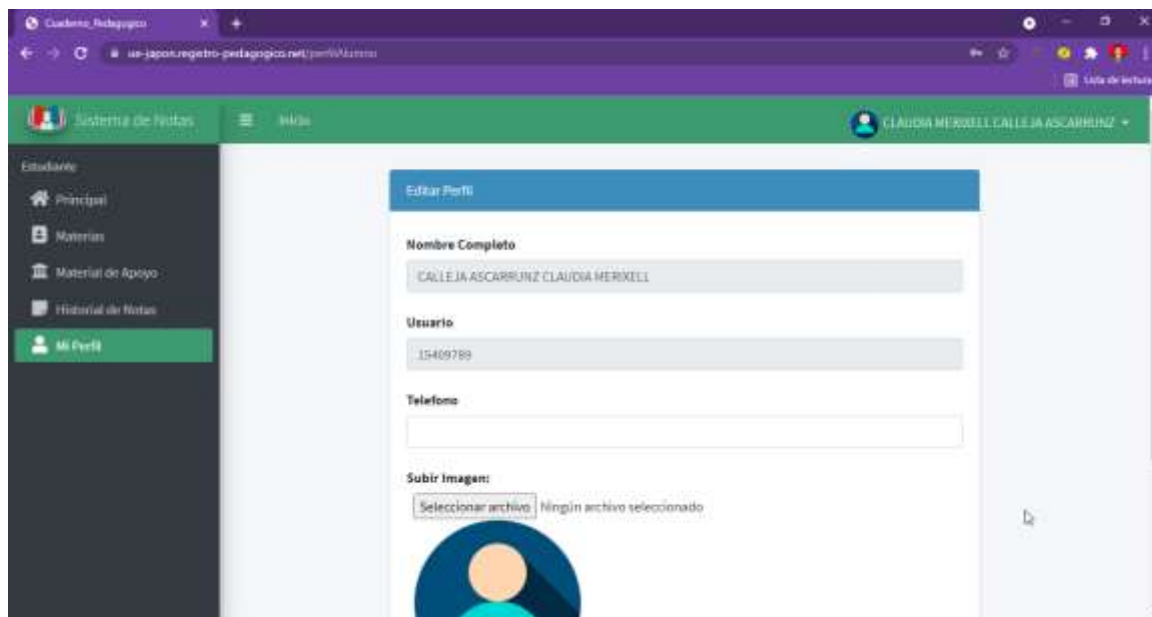 Cuaderno_Pedagogico
ue-japon.registro-pedagogico.net/perfilAlumno
Lista de lectura
Sistema de Notas
Inicio
CLAUDIA MERIXELL CALLEJA ASCARRUNZ
Estudiante
Principal
Materias
Material de Apoyo
Historial de Notas
Mi Perfil
Editar Perfil
Nombre Completo
CALLEJA ASCARRUNZ CLAUDIA MERIXELL
Usuario
15409789
Telefono
Subir Imagen:
Seleccionar archivo Ningún archivo seleccionado